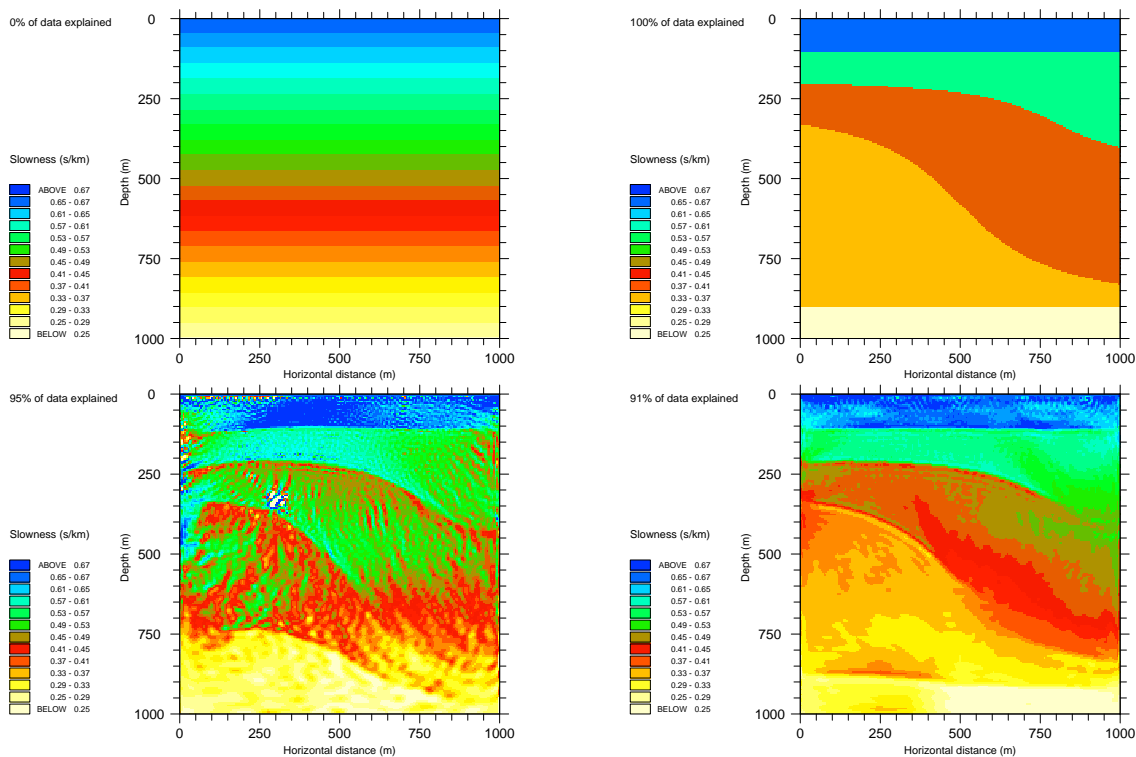 0% of data explained
Slowness (s/km)
ABOVE 0.67
0.65 - 0.67
0.61 - 0.65
0.57 - 0.61
0.53 - 0.57
0.49 - 0.53
0.45 - 0.49
0.41 - 0.45
0.37 - 0.41
0.33 - 0.37
0.29 - 0.33
0.25 - 0.29
BELOW 0.25
Depth (m)
0
250
500
750
1000
0 250 500 750 1000
Horizontal distance (m)
100% of data explained
Slowness (s/km)
ABOVE 0.67
0.65 - 0.67
0.61 - 0.65
0.57 - 0.61
0.53 - 0.57
0.49 - 0.53
0.45 - 0.49
0.41 - 0.45
0.37 - 0.41
0.33 - 0.37
0.29 - 0.33
0.25 - 0.29
BELOW 0.25
Depth (m)
0
250
500
750
1000
0 250 500 750 1000
Horizontal distance (m)
95% of data explained
Slowness (s/km)
ABOVE 0.67
0.65 - 0.67
0.61 - 0.65
0.57 - 0.61
0.53 - 0.57
0.49 - 0.53
0.45 - 0.49
0.41 - 0.45
0.37 - 0.41
0.33 - 0.37
0.29 - 0.33
0.25 - 0.29
BELOW 0.25
Depth (m)
0
250
500
750
1000
0 250 500 750 1000
Horizontal distance (m)
91% of data explained
Slowness (s/km)
ABOVE 0.67
0.65 - 0.67
0.61 - 0.65
0.57 - 0.61
0.53 - 0.57
0.49 - 0.53
0.45 - 0.49
0.41 - 0.45
0.37 - 0.41
0.33 - 0.37
0.29 - 0.33
0.25 - 0.29
BELOW 0.25
Depth (m)
0
250
500
750
1000
0 250 500 750 1000
Horizontal distance (m)